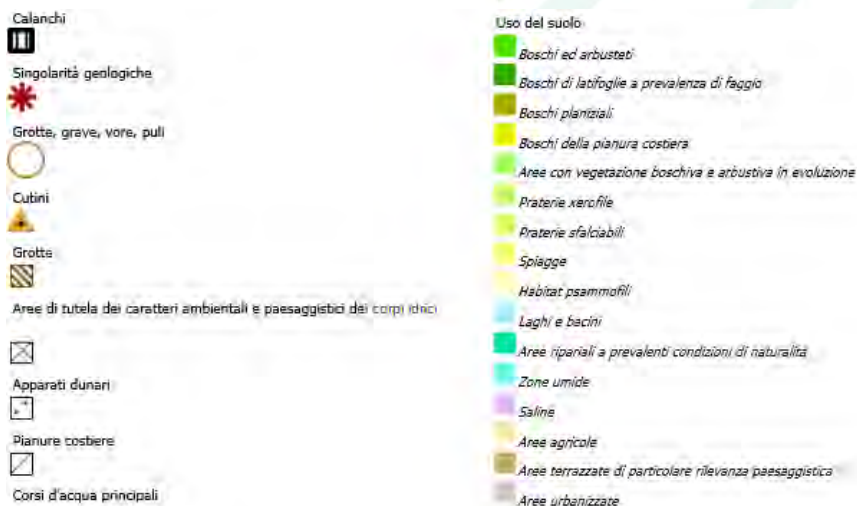 Calanchi
Singolarità geologiche
Grotte, grave, vore, puli
Cutini
Grotte
Aree di tutela dei caratteri ambientali e paesaggistici dei corpi idrici
Apparati dunari
Pianure costiere
Corsi d'acqua principali
Uso del suolo
Boschi ed arbusteti
Boschi di latifoglie a prevalenza di faggio
Boschi planiziali
Boschi della pianura costiera
Aree con vegetazione boschiva e arbustiva in evoluzione
Praterie xerofile
Praterie sfalciabili
Spiagge
Habitat psammofili
Laghi e bacini
Aree ripariali a prevalenti condizioni di naturalità
Zone umide
Saline
Aree agricole
Aree terrazzate di particolare rilevanza paesaggistica
Aree urbanizzate